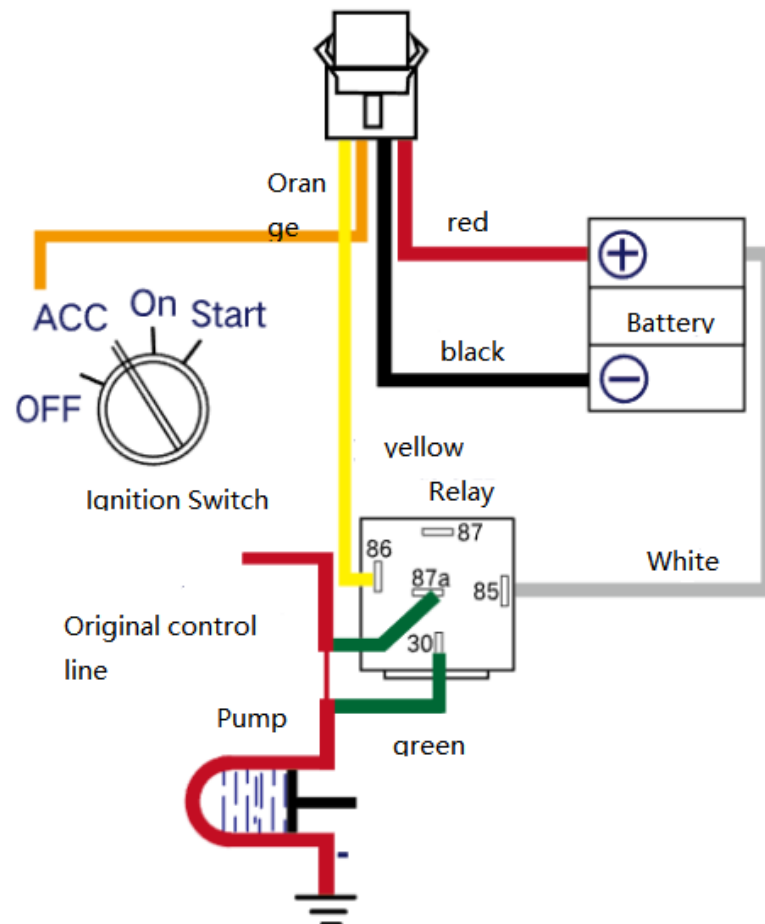 Oran
ge
red
ACC On Start
Battery
black
OFF
yellow
Ignition Switch
Relay
87
86
87a
85
White
Original control
line
30
Pump
green